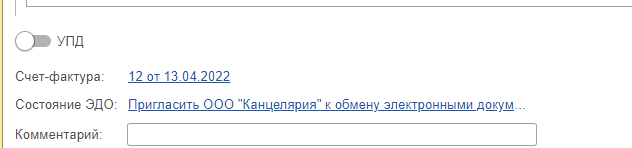 УПД
Счет-фактура: 12 от 13.04.2022
Состояние ЭДО: Пригласить ООО "Канцелярия" к обмену электронными докум...
Комментарий: